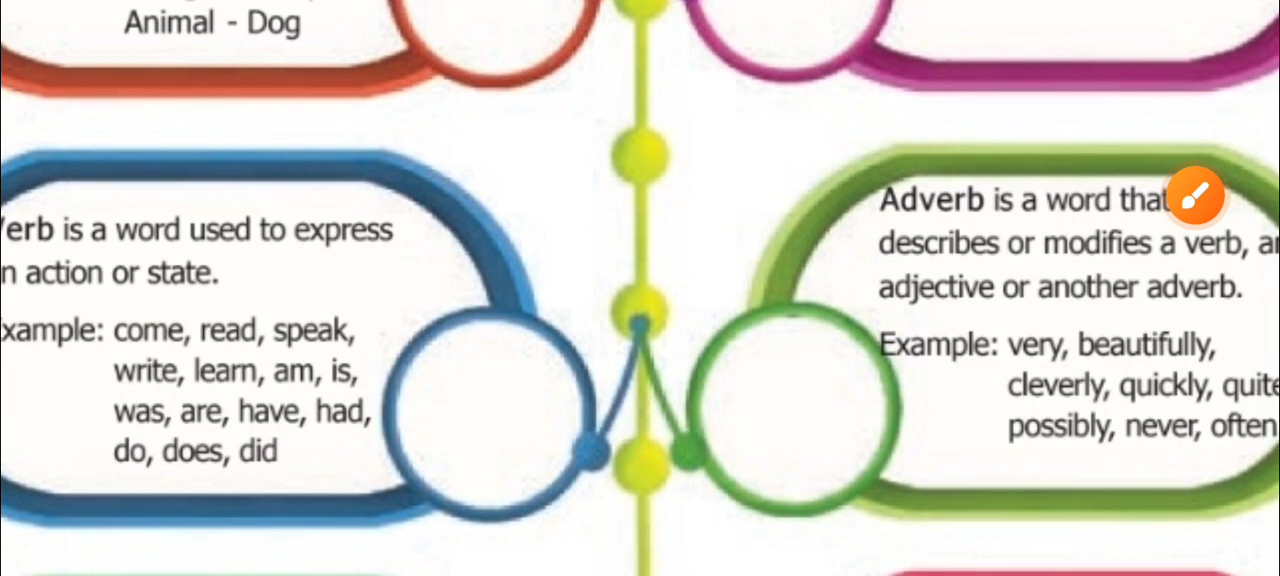 Animal - Dog
erb is a word used to express
n action or state.
xample: come, read, speak,
write, learn, am, is,
was, are, have, had,
do, does, did
Adverb is a word that
describes or modifies a verb, a
adjective or another adverb.
Example: very, beautifully,
cleverly, quickly, quite
possibly, never, often